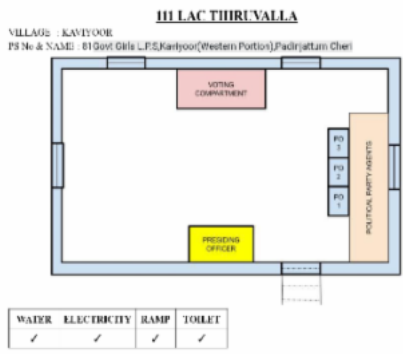 111 LAC THIRUVALLA
VILLAGE : KAVIYOOR
PS No & NAME : 81 Govt Girls L.P.S,Kaviyoor(Western Portion),Padinjattum Cheri
VOTING
COMPARTMENT
PO
3
PO
2
PO
1
POLITICAL PARTY AGENTS
PRESIDING
OFFICER
WATER ELECTRICITY RAMP TOILET
✓ ✓ ✓ ✓